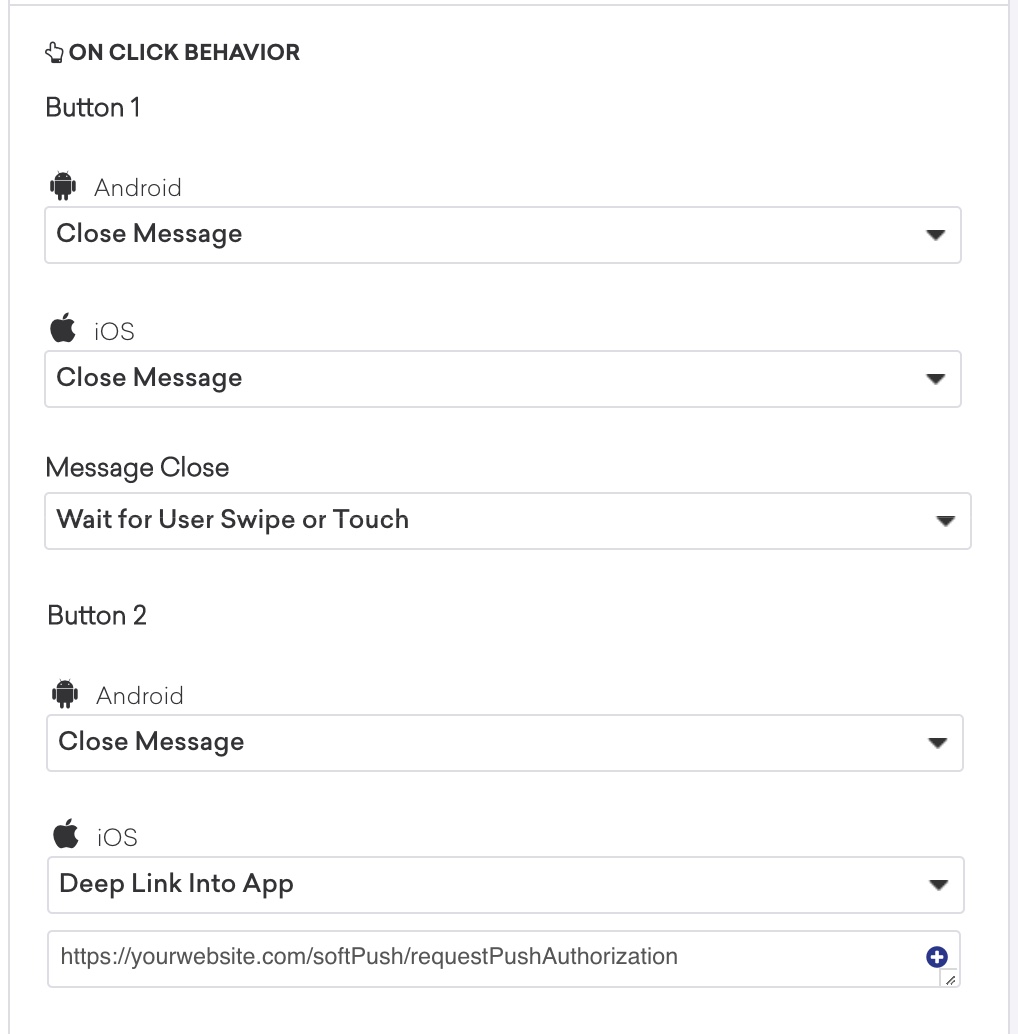 ON CLICK BEHAVIOR
Button 1
Android
Close Message
iOS
Close Message
Message Close
Wait for User Swipe or Touch
Button 2
Android
Close Message
iOS
Deep Link Into App
https://yourwebsite.com/softPush/requestPushAuthorization